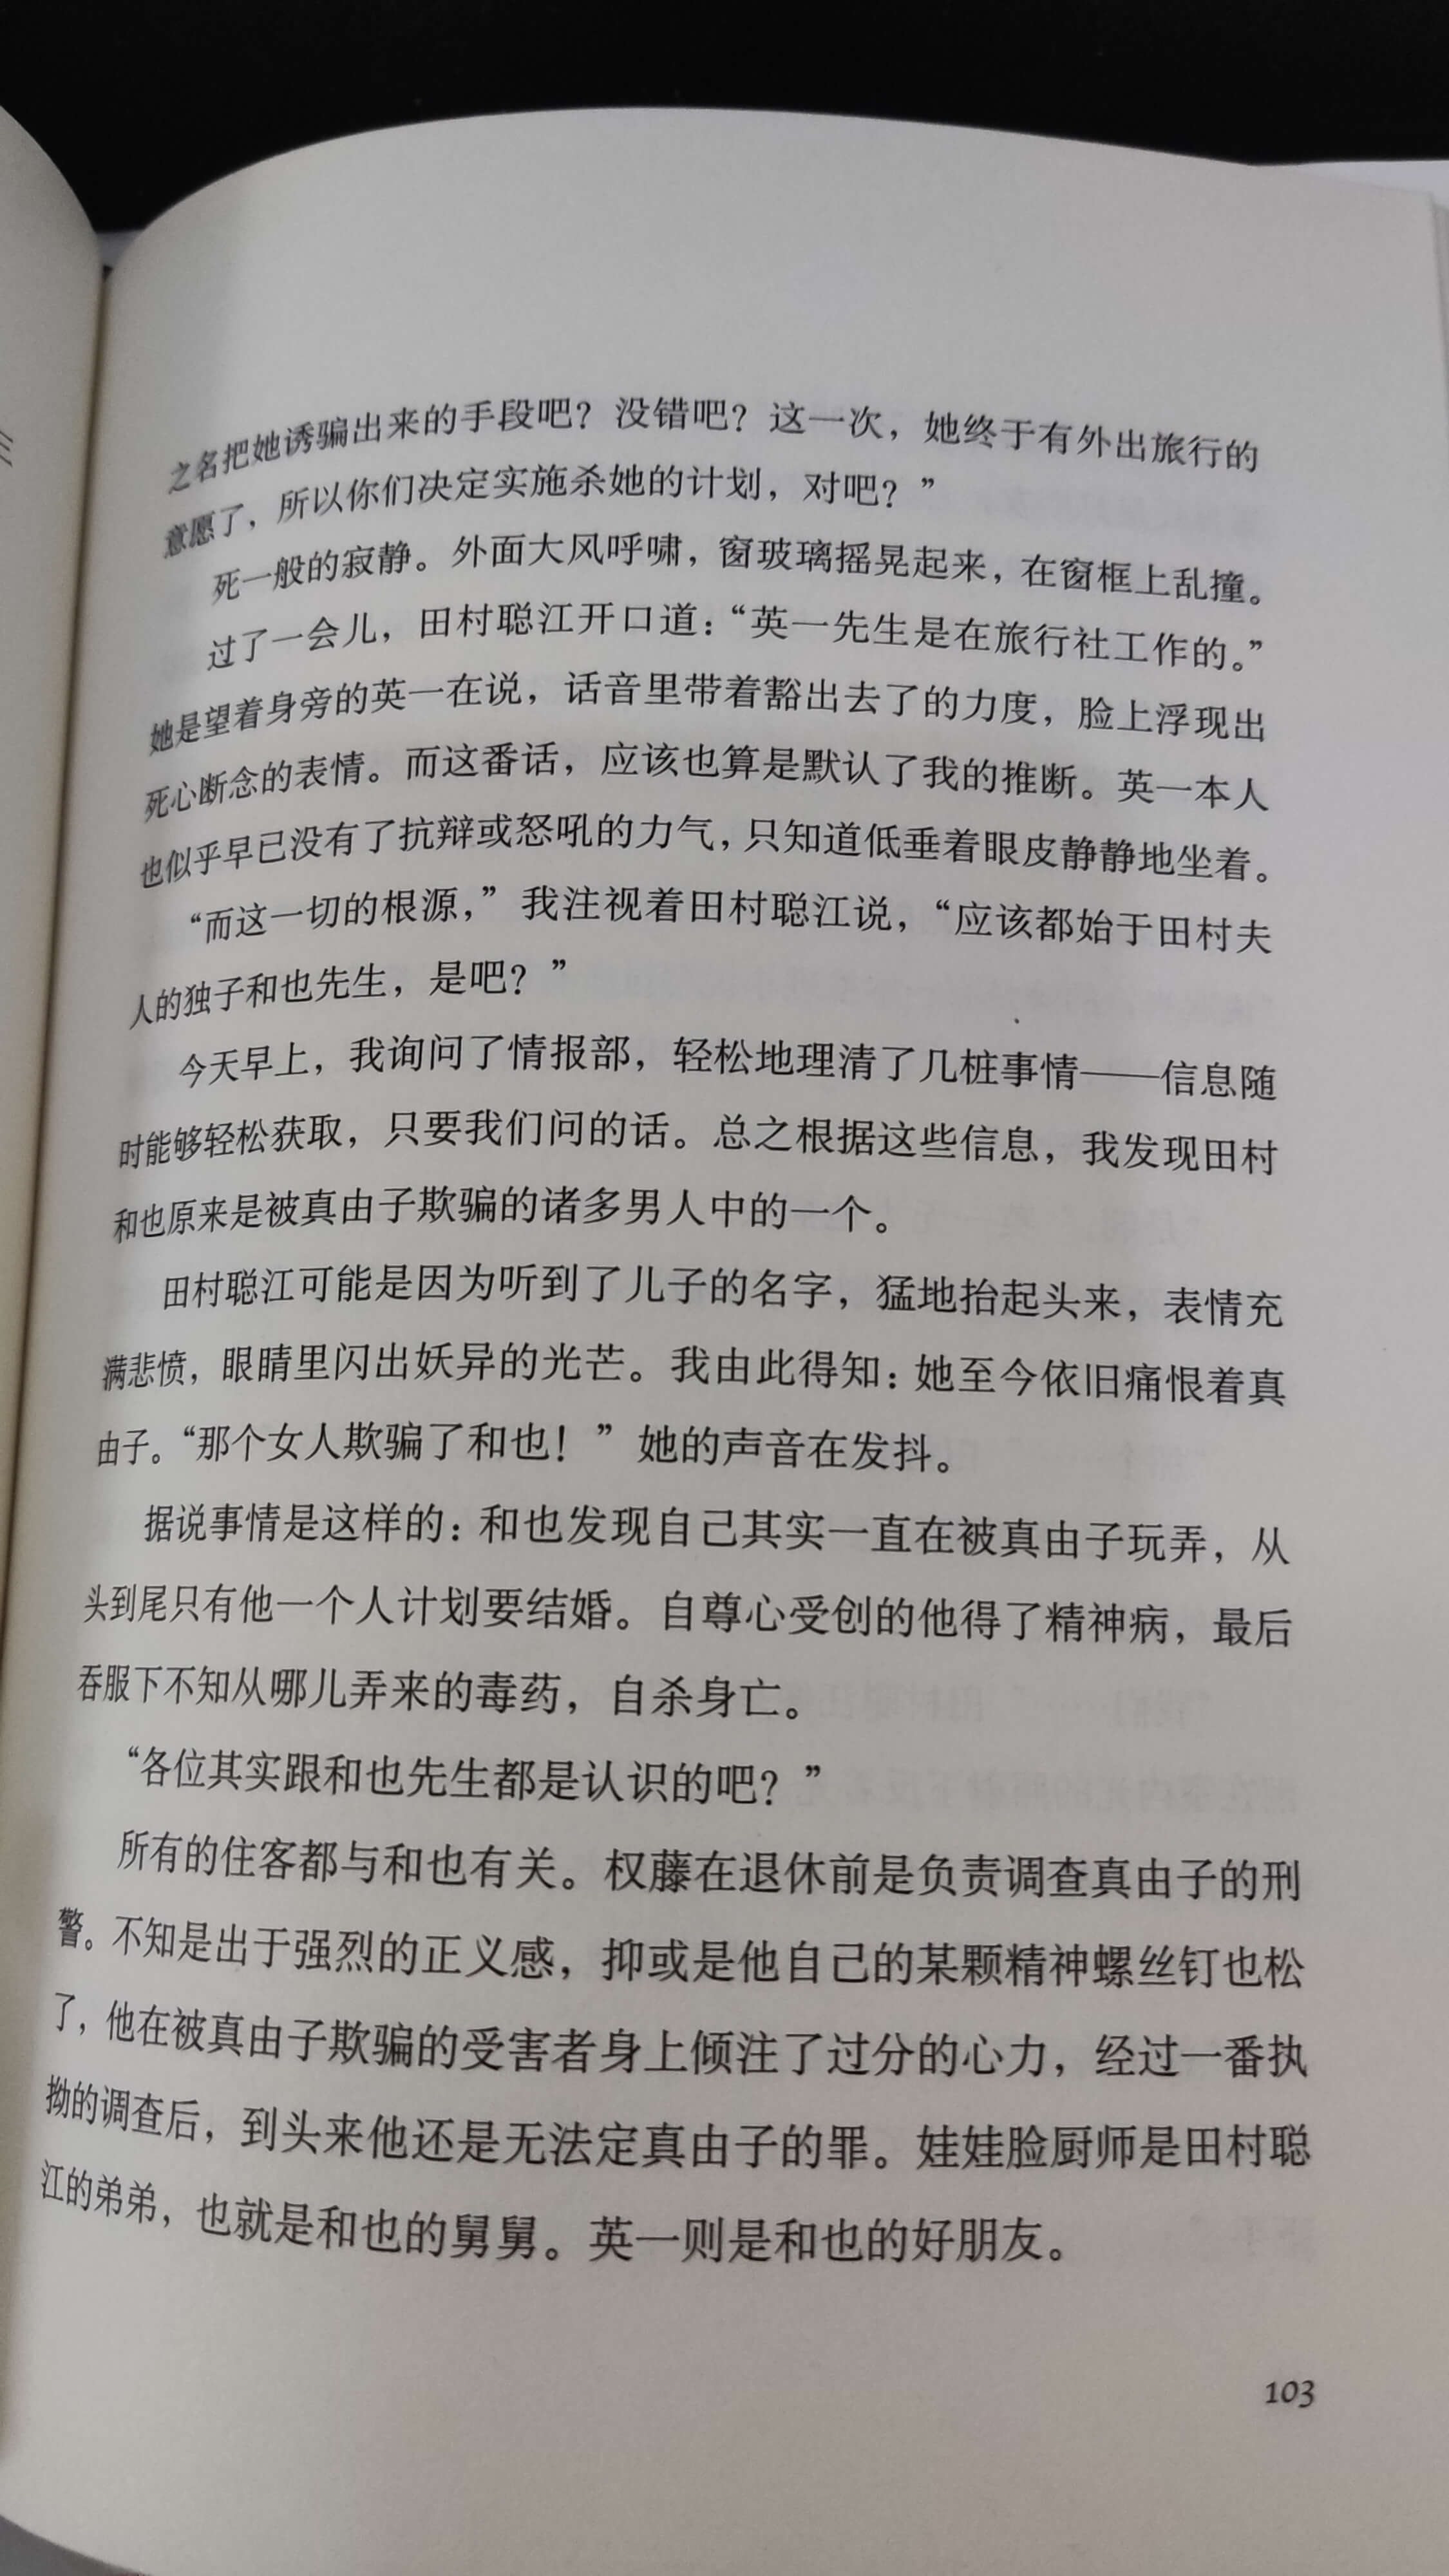 之名把她诱骗出来的手段吧？没错吧？这一次，她终于有外出旅行的
意愿了，所以你们决定实施杀她的计划，对吧？”
死一般的寂静。外面大风呼啸，窗玻璃摇晃起来，在窗框上乱撞。
过了一会儿，田村聪江开口道：“英一先生是在旅行社工作的。”
她是望着身旁的英一在说，话音里带着豁出去了的力度，脸上浮现出
死心断念的表情。而这番话，应该也算是默认了我的推断。英一本人
也似乎早已没有了抗辩或怒吼的力气，只知道低垂着眼皮静静地坐着。
“而这一切的根源，”我注视着田村聪江说，“应该都始于田村夫
人的独子和也先生，是吧？”
今天早上，我询问了情报部，轻松地理清了几桩事情——信息随
时能够轻松获取，只要我们问的话。总之根据这些信息，我发现田村
和也原来是被真由子欺骗的诸多男人中的一个。
田村聪江可能是因为听到了儿子的名字，猛地抬起头来，表情充
满悲愤，眼睛里闪出妖异的光芒。我由此得知：她至今依旧痛恨着真
由子。“那个女人欺骗了和也！”她的声音在发抖。
据说事情是这样的：和也发现自己其实一直在被真由子玩弄，从
头到尾只有他一个人计划要结婚。自尊心受创的他得了精神病，最后
吞服下不知从哪儿弄来的毒药，自杀身亡。
“各位其实跟和也先生都是认识的吧？”
所有的住客都与和也有关。权藤在退休前是负责调查真由子的刑
警。不知是出于强烈的正义感，抑或是他自己的某颗精神螺丝钉也松
了，他在被真由子欺骗的受害者身上倾注了过分的心力，经过一番执
拗的调查后，到头来他还是无法定真由子的罪。娃娃脸厨师是田村聪
江的弟弟，也就是和也的舅舅。英一则是和也的好朋友。
103